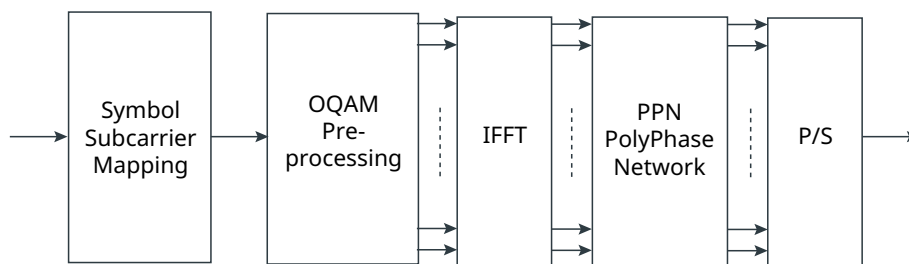 Symbol
Subcarrier
Mapping
OQAM
Pre-
processing
IFFT
PPN
PolyPhase
Network
P/S